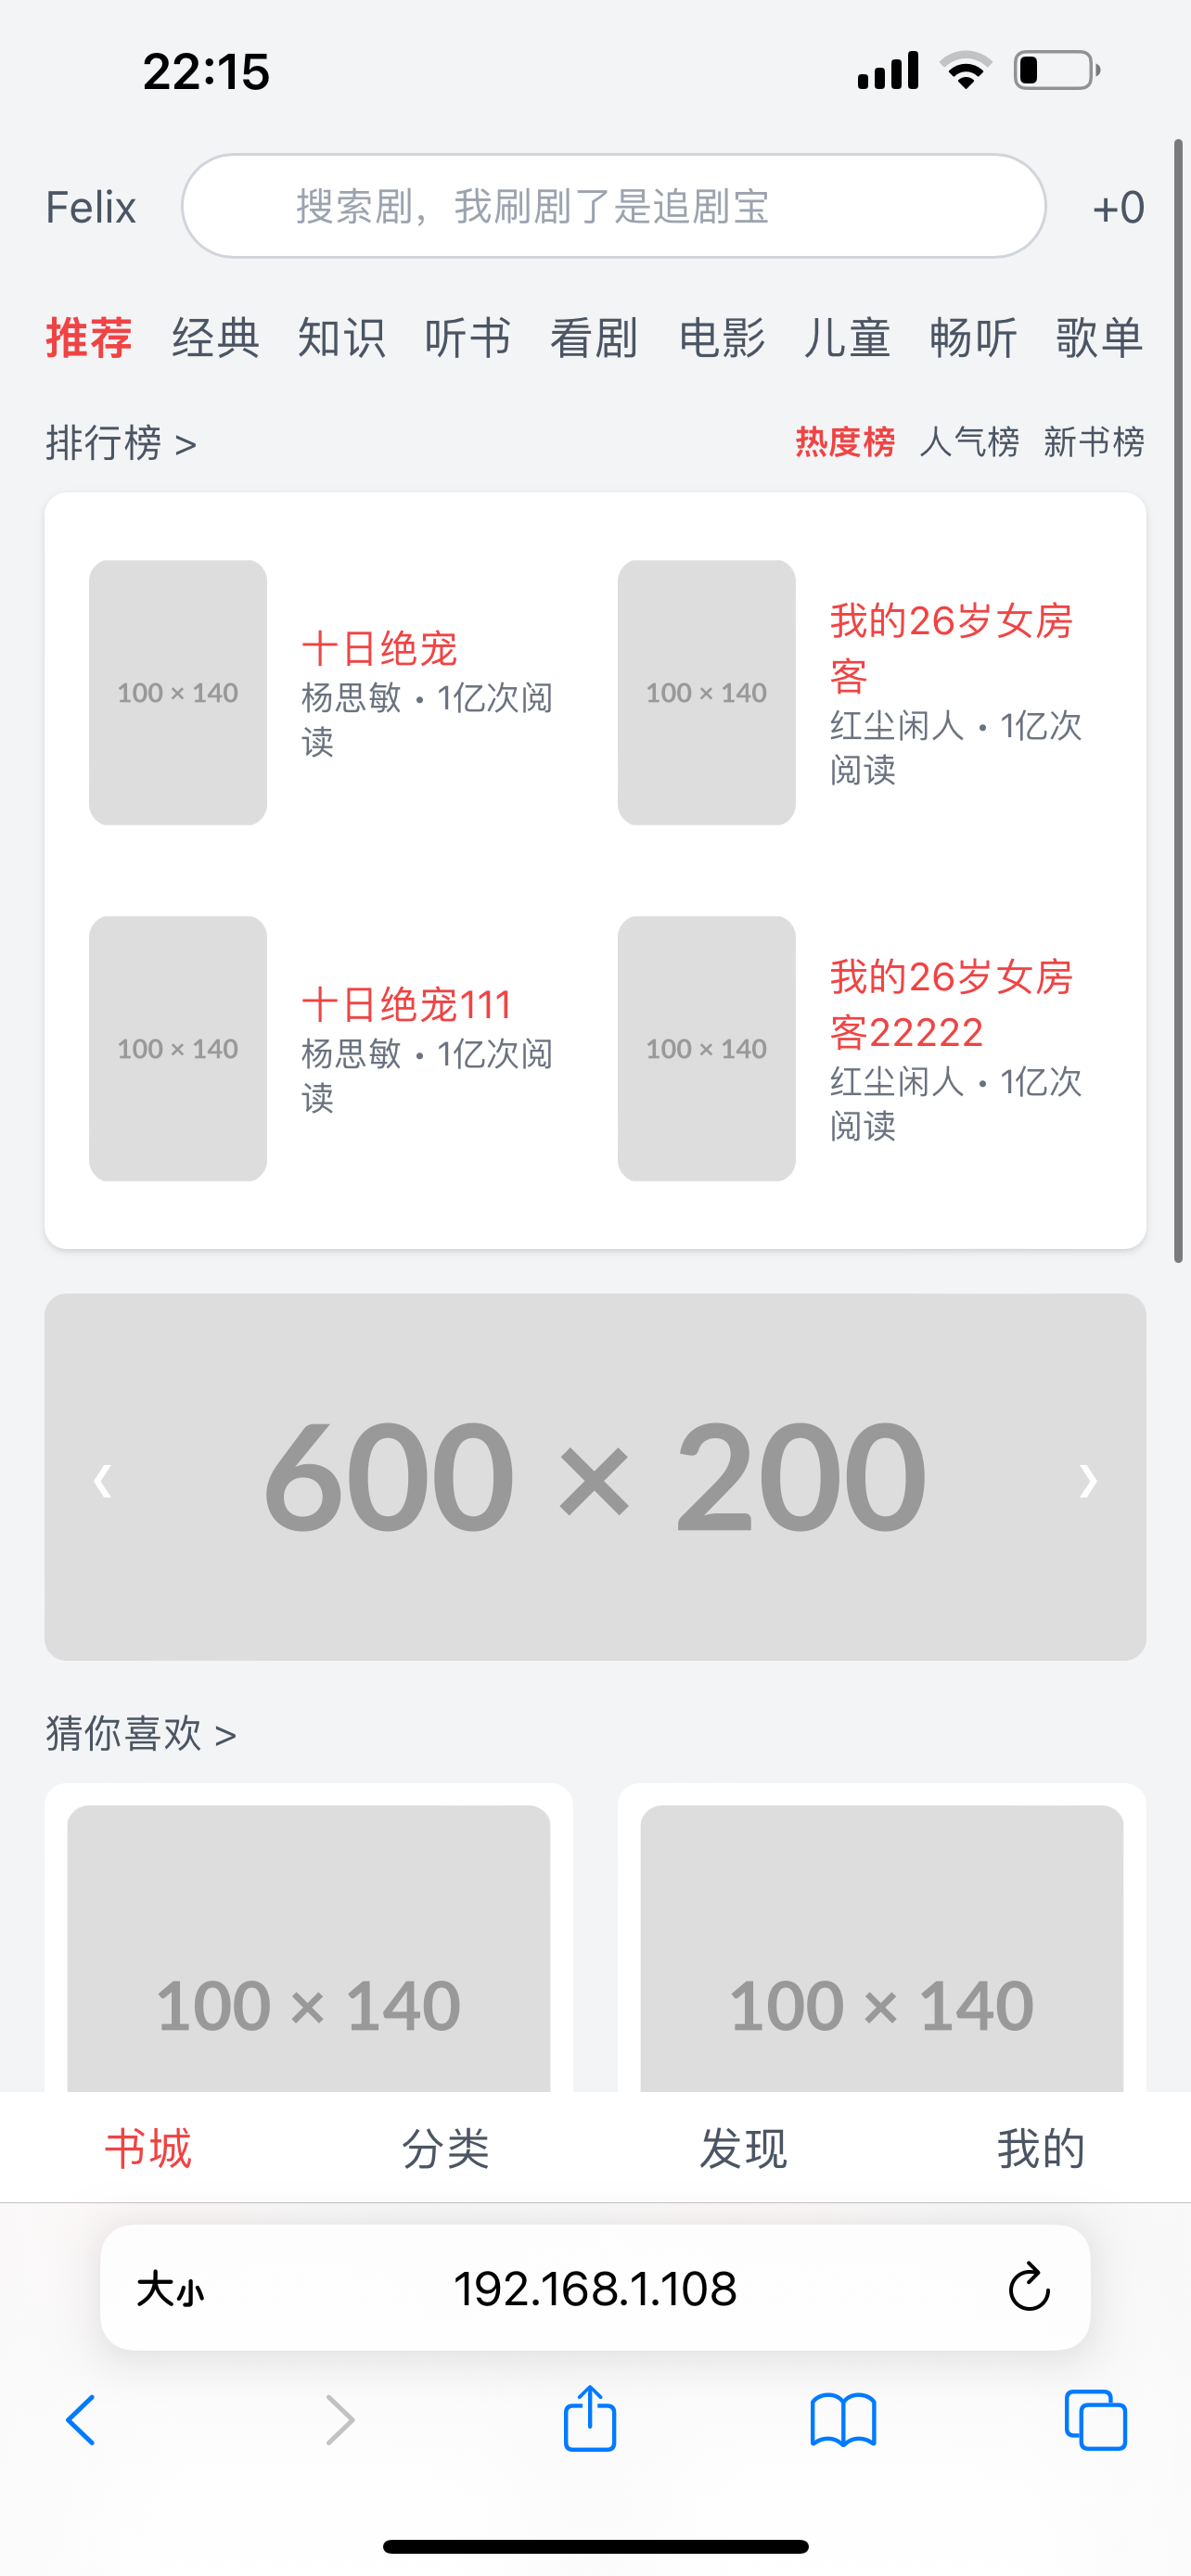 22:15
Felix
搜索剧，我刷剧了是追剧宝
+0
推荐 经典 知识 听书 看剧 电影 儿童 畅听 歌单
排行榜 >
热度榜 人气榜 新书榜
100 × 140
十日绝宠
杨思敏 · 1亿次阅
读
100 × 140
我的26岁女房
客
红尘闲人 · 1亿次
阅读
100 × 140
十日绝宠111
杨思敏 · 1亿次阅
读
100 × 140
我的26岁女房
客22222
红尘闲人 · 1亿次
阅读
❮
600 × 200
❯
猜你喜欢 >
100 × 140
100 × 140
书城 分类 发现 我的
大小
192.168.1.108